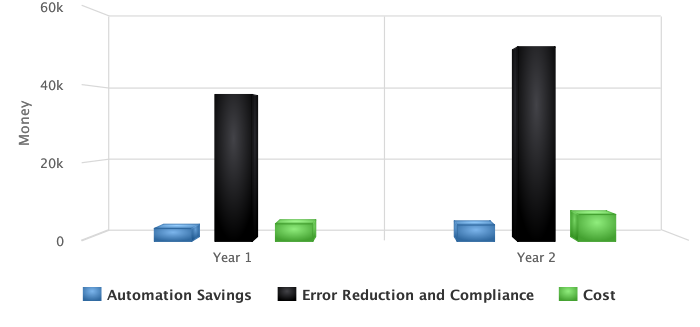 60k
40k
20k
0
Money
Year 1 Year 2
Automation Savings Error Reduction and Compliance Cost